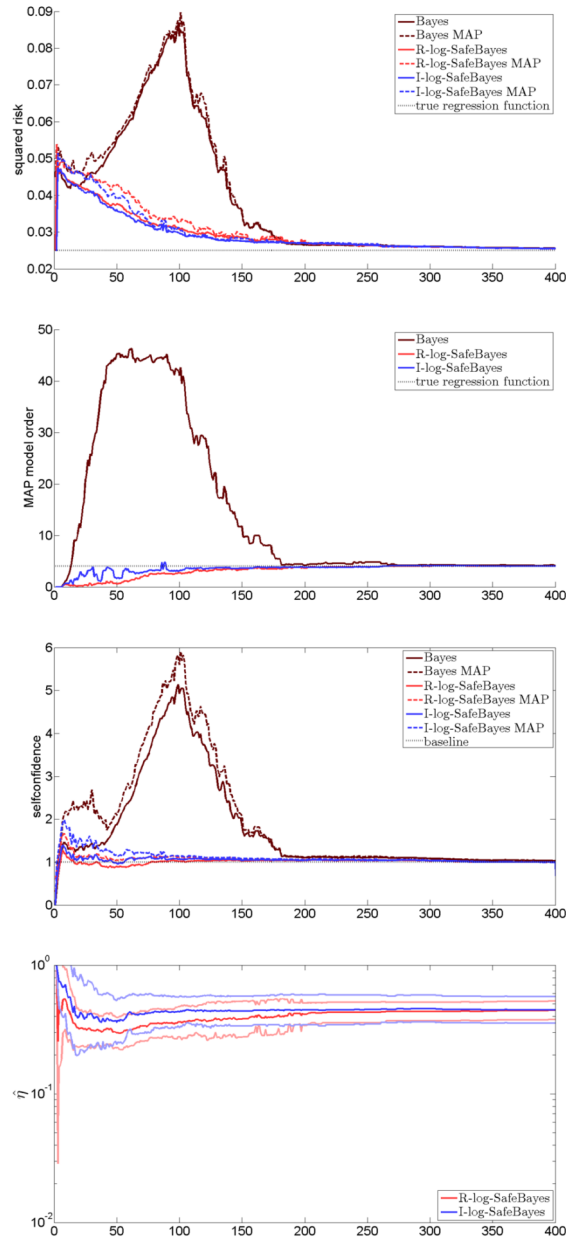 0.09
0.08
0.07
0.06
0.05
0.04
0.03
0.02
squared risk
Bayes
Bayes MAP
R-log-SafeBayes
R-log-SafeBayes MAP
I-log-SafeBayes
I-log-SafeBayes MAP
true regression function
0 50 100 150 200 250 300 350 400
50
40
30
20
10
0
MAP model order
Bayes
R-log-SafeBayes
I-log-SafeBayes
true regression function
0 50 100 150 200 250 300 350 400
6
5
4
3
2
1
0
selfconfidence
Bayes
Bayes MAP
R-log-SafeBayes
R-log-SafeBayes MAP
I-log-SafeBayes
I-log-SafeBayes MAP
baseline
0 50 100 150 200 250 300 350 400
10⁰
10⁻¹
10⁻²
η̂
R-log-SafeBayes
I-log-SafeBayes
0 50 100 150 200 250 300 350 400